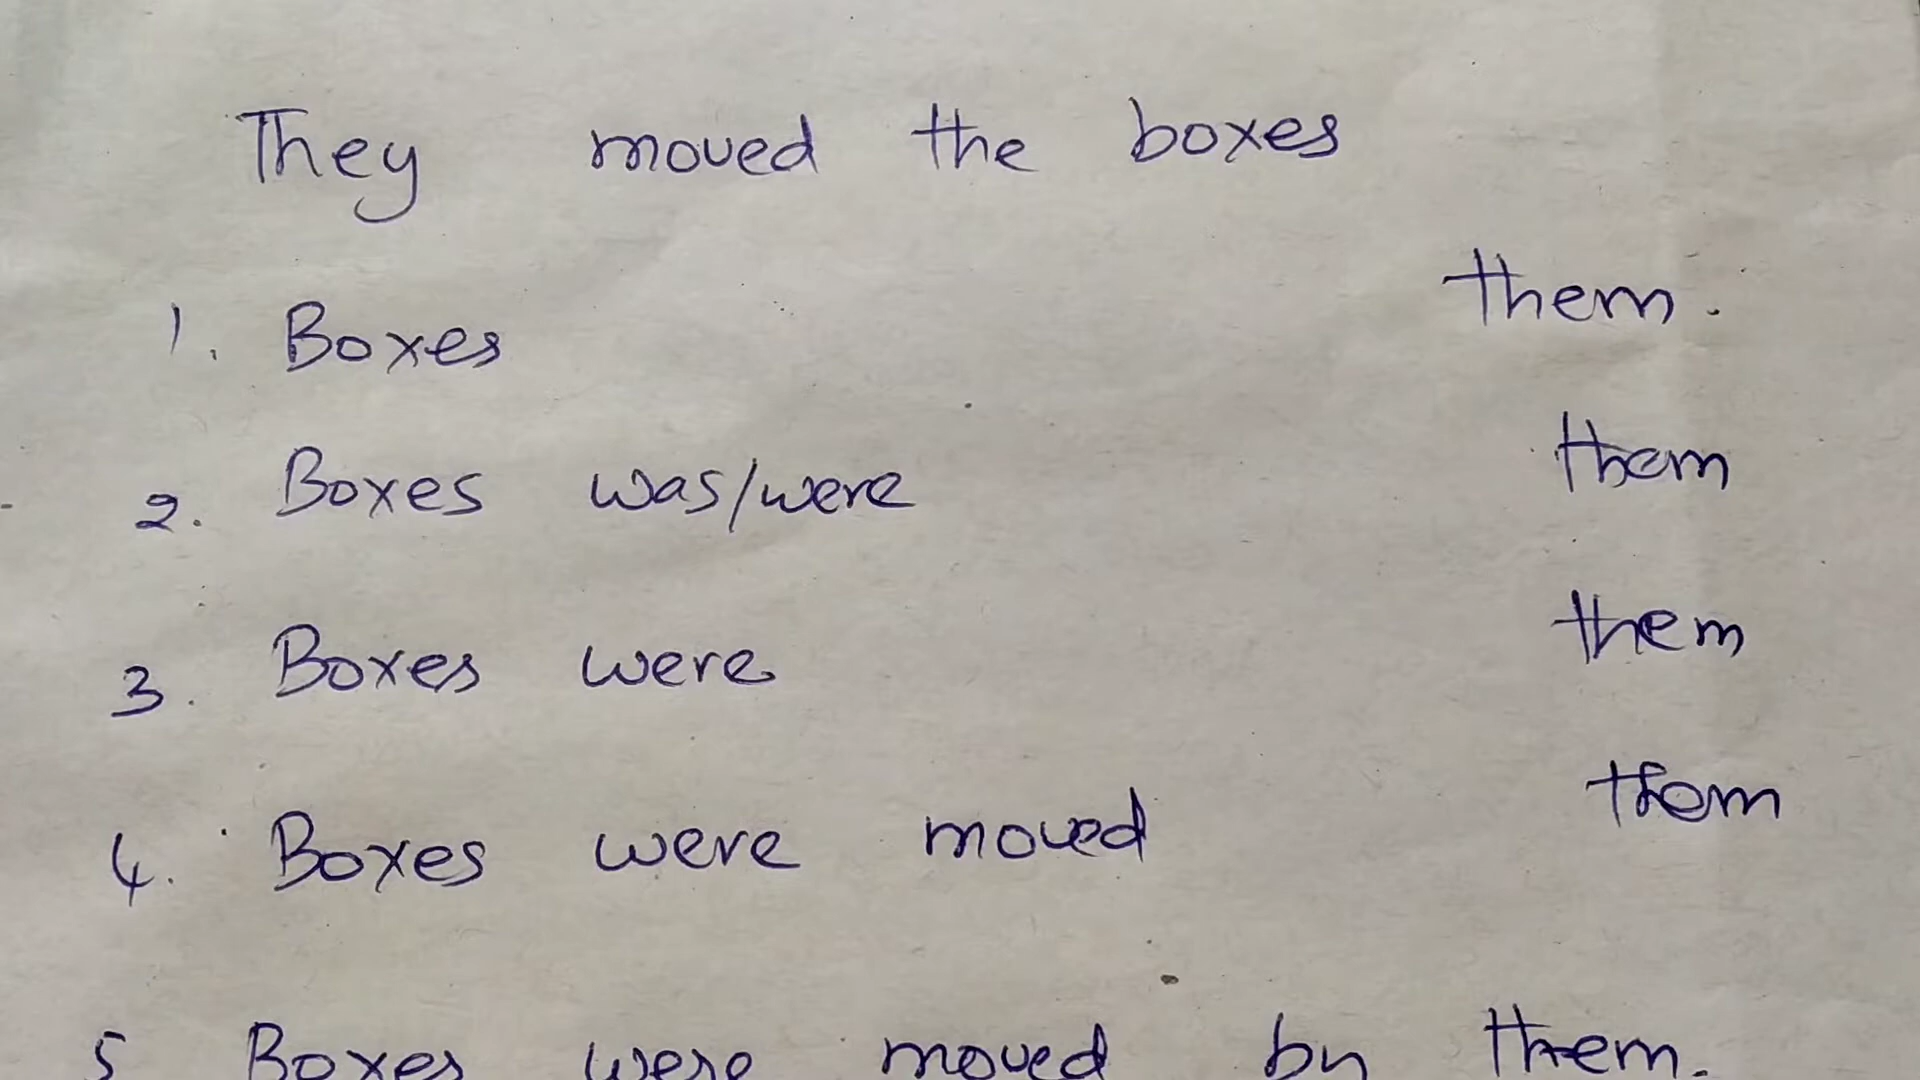 They moved the boxes
1. Boxes them.
2. Boxes was/were them
3. Boxes were them
4. Boxes were moved them
5 Boxes were moved by them.